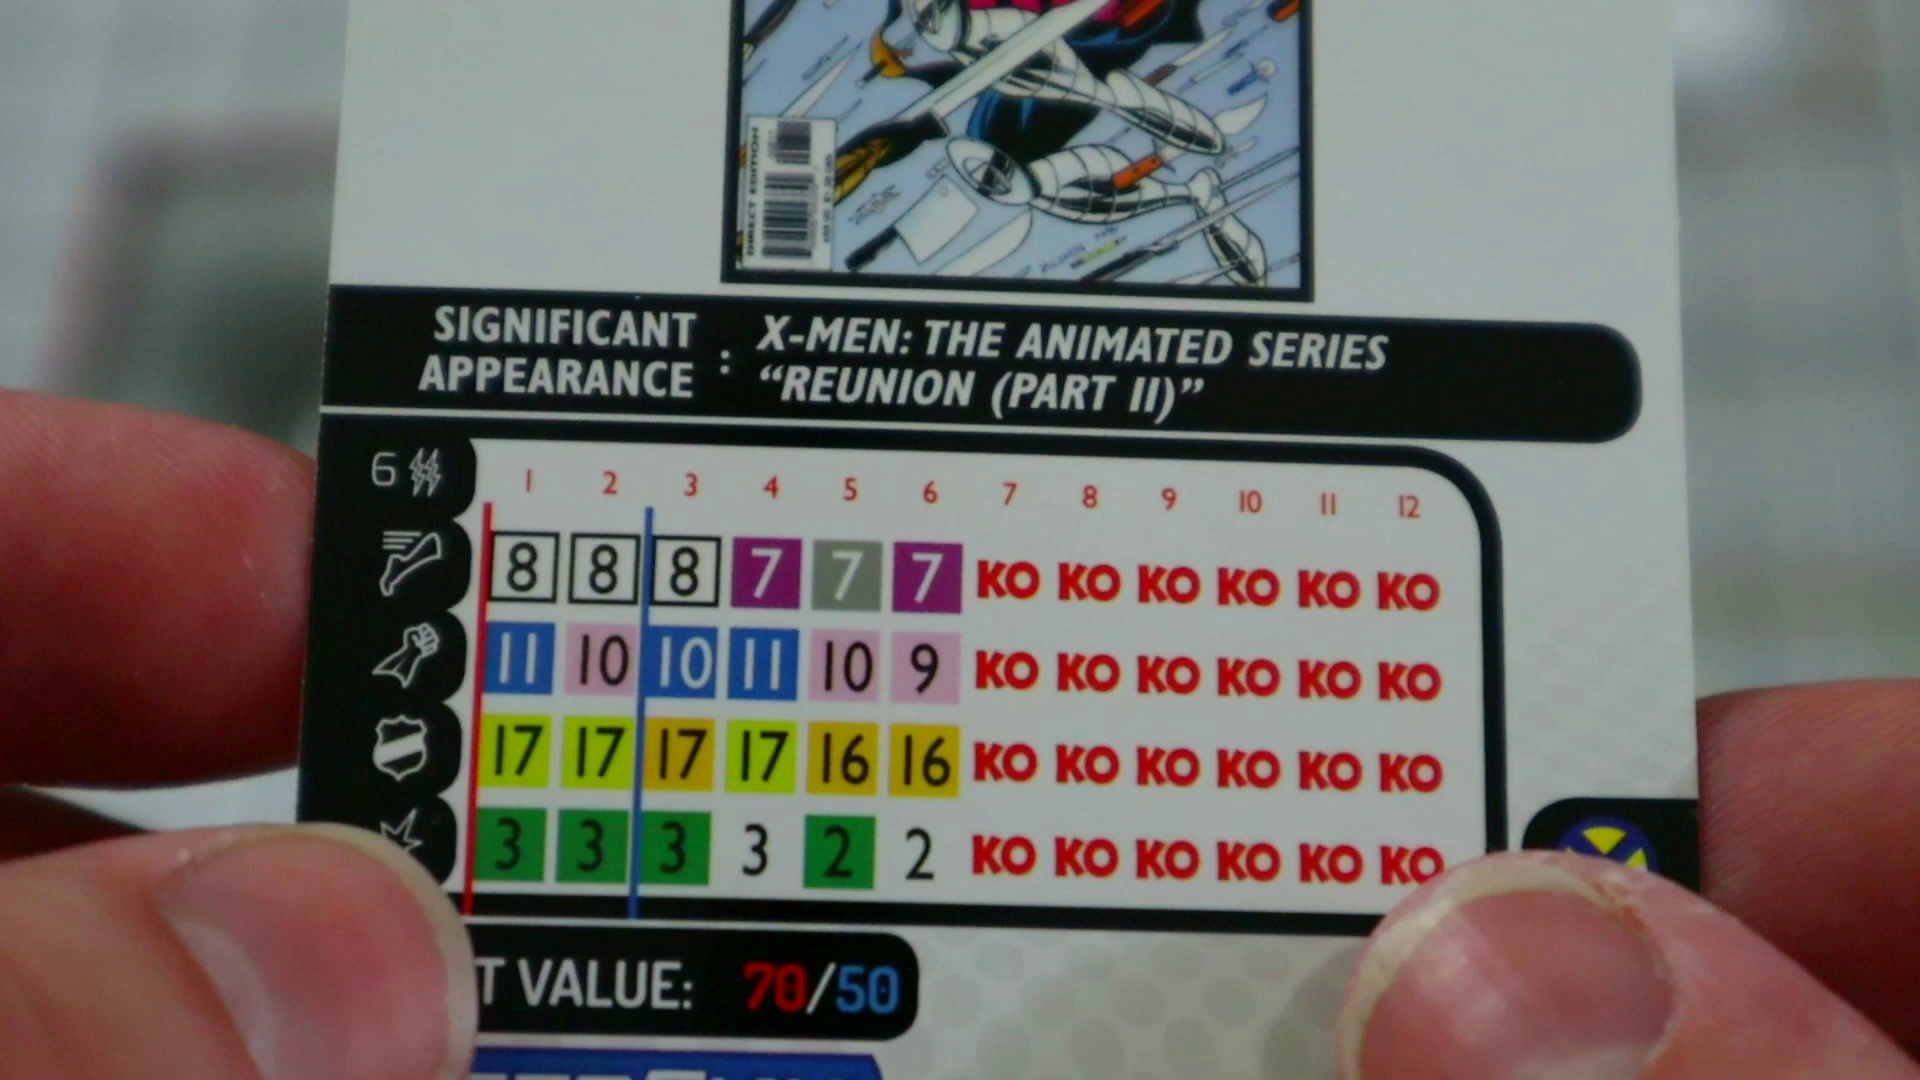 DIRECT EDITION
SIGNIFICANT APPEARANCE : X-MEN: THE ANIMATED SERIES
"REUNION (PART II)"
6 1 2 3 4 5 6 7 8 9 10 11 12
8 8 8 7 7 7 KO KO KO KO KO KO
11 10 10 11 10 9 KO KO KO KO KO KO
17 17 17 17 16 16 KO KO KO KO KO KO
3 3 3 3 2 2 KO KO KO KO KO KO
T VALUE: 70/50